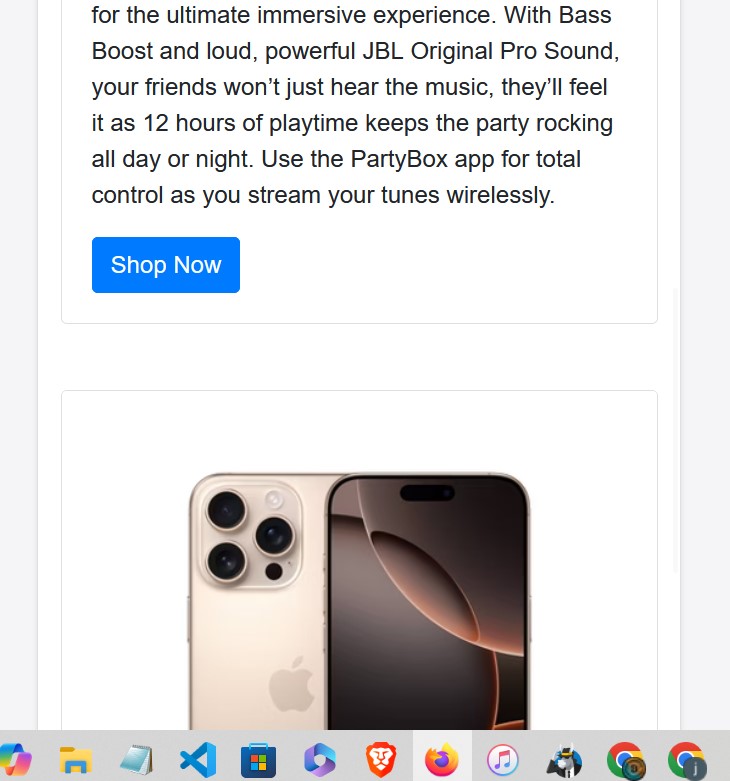 for the ultimate immersive experience. With Bass
Boost and loud, powerful JBL Original Pro Sound,
your friends won’t just hear the music, they’ll feel
it as 12 hours of playtime keeps the party rocking
all day or night. Use the PartyBox app for total
control as you stream your tunes wirelessly.
Shop Now